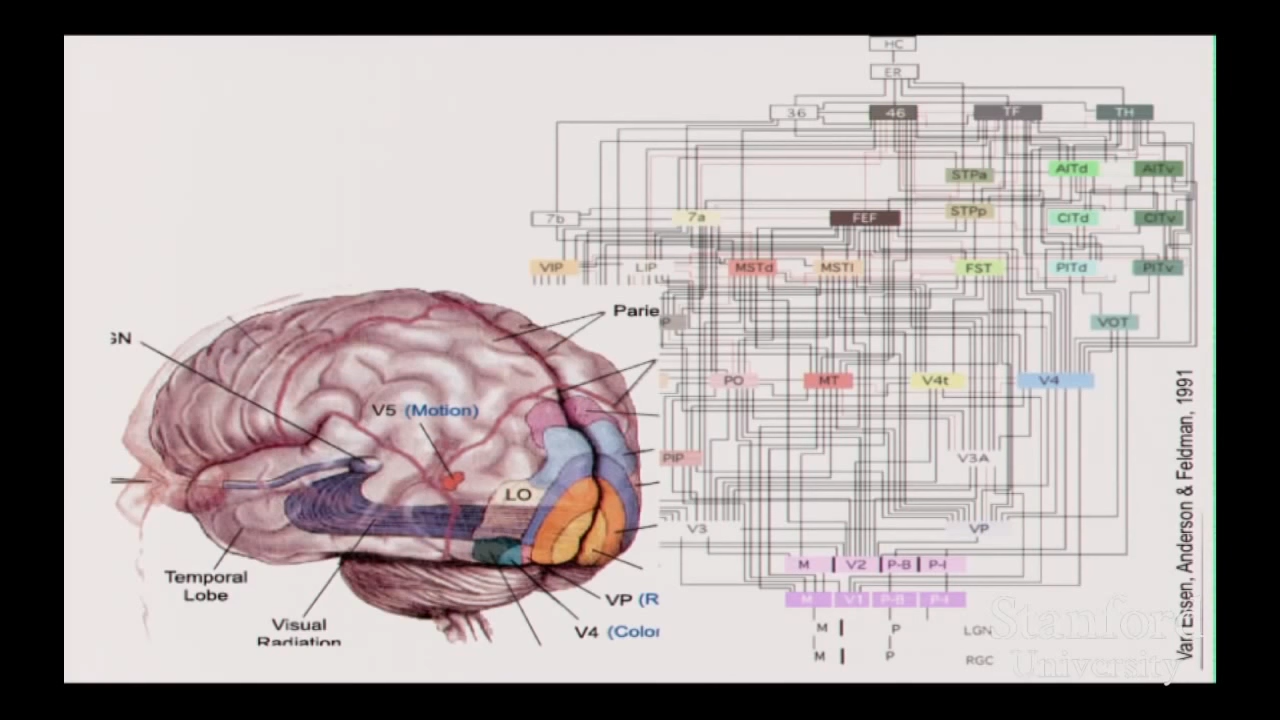 HC
ER
36
46
TF
TH
STPa
AITd
AITv
7b
7a
FEF
STPp
CITd
CITv
VIP
LIP
MSTd
MSTl
FST
PITd
PITv
VOT
PO
MT
V4t
V4
PIP
V3A
V3
VP
M V2 P-B P-I
M V1 P-B P-I
M P LGN
M P RGC
GN
Parie
V5 (Motion)
LO
Temporal
Lobe
Visual
Radiation
VP (R
V4 (Color
Van Essen, Anderson & Feldman, 1991
Stanford
University